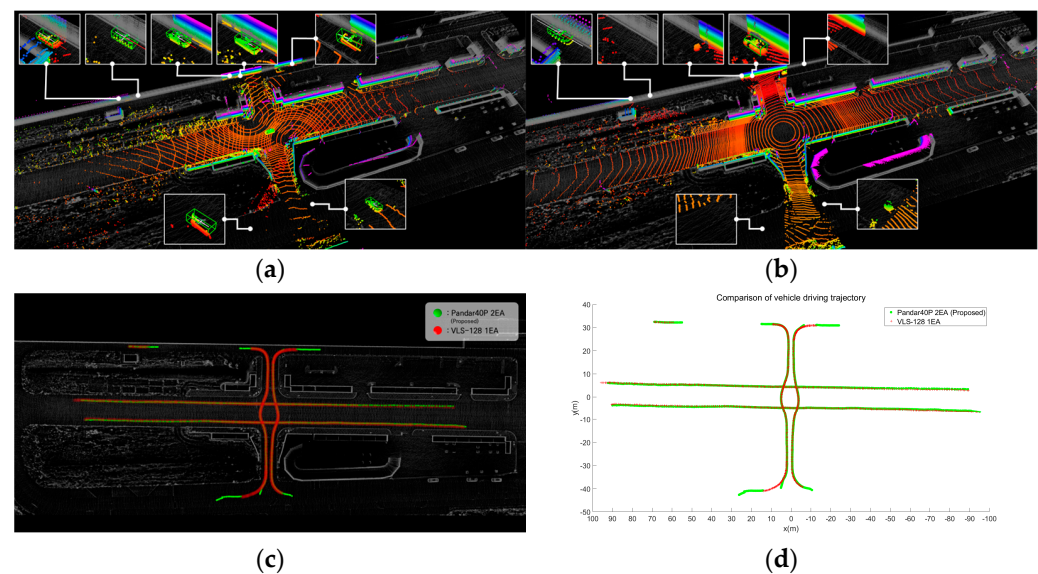 (a)
(b)
: Pandar40P 2EA
(Proposed)
: VLS-128 1EA
(c)
Comparison of vehicle driving trajectory
Pandar40P 2EA (Proposed)
VLS-128 1EA
40
30
20
10
0
-10
-20
-30
-40
-50
y(m)
100 90 80 70 60 50 40 30 20 10 0 -10 -20 -30 -40 -50 -60 -70 -80 -90 -100
x(m)
(d)